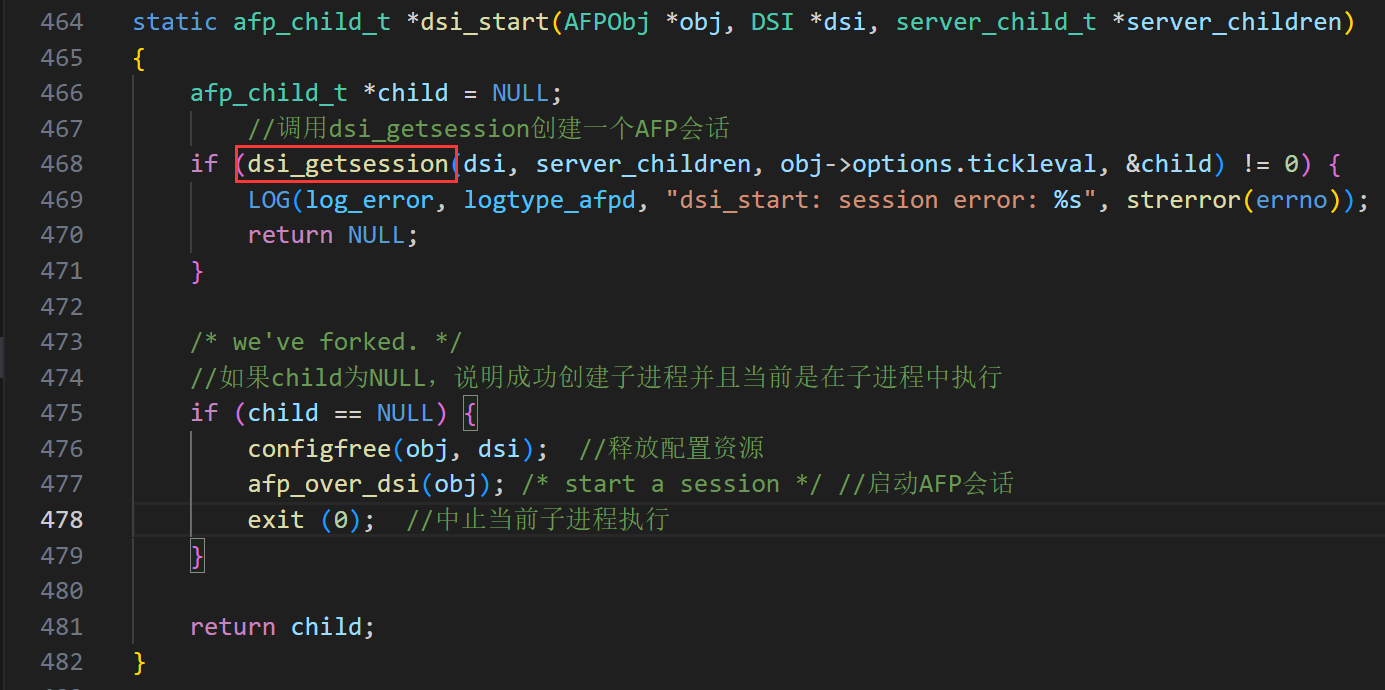 464 static afp_child_t *dsi_start(AFPObj *obj, DSI *dsi, server_child_t *server_children)
465 {
466     afp_child_t *child = NULL;
467         //调用dsi_getsession创建一个AFP会话
468     if (dsi_getsession(dsi, server_children, obj->options.tickleval, &child) != 0) {
469         LOG(log_error, logtype_afpd, "dsi_start: session error: %s", strerror(errno));
470         return NULL;
471     }
472
473     /* we've forked. */
474     //如果child为NULL，说明成功创建子进程并且当前是在子进程中执行
475     if (child == NULL) {
476         configfree(obj, dsi);  //释放配置资源
477         afp_over_dsi(obj); /* start a session */ //启动AFP会话
478         exit (0);  //中止当前子进程执行
479     }
480
481     return child;
482 }